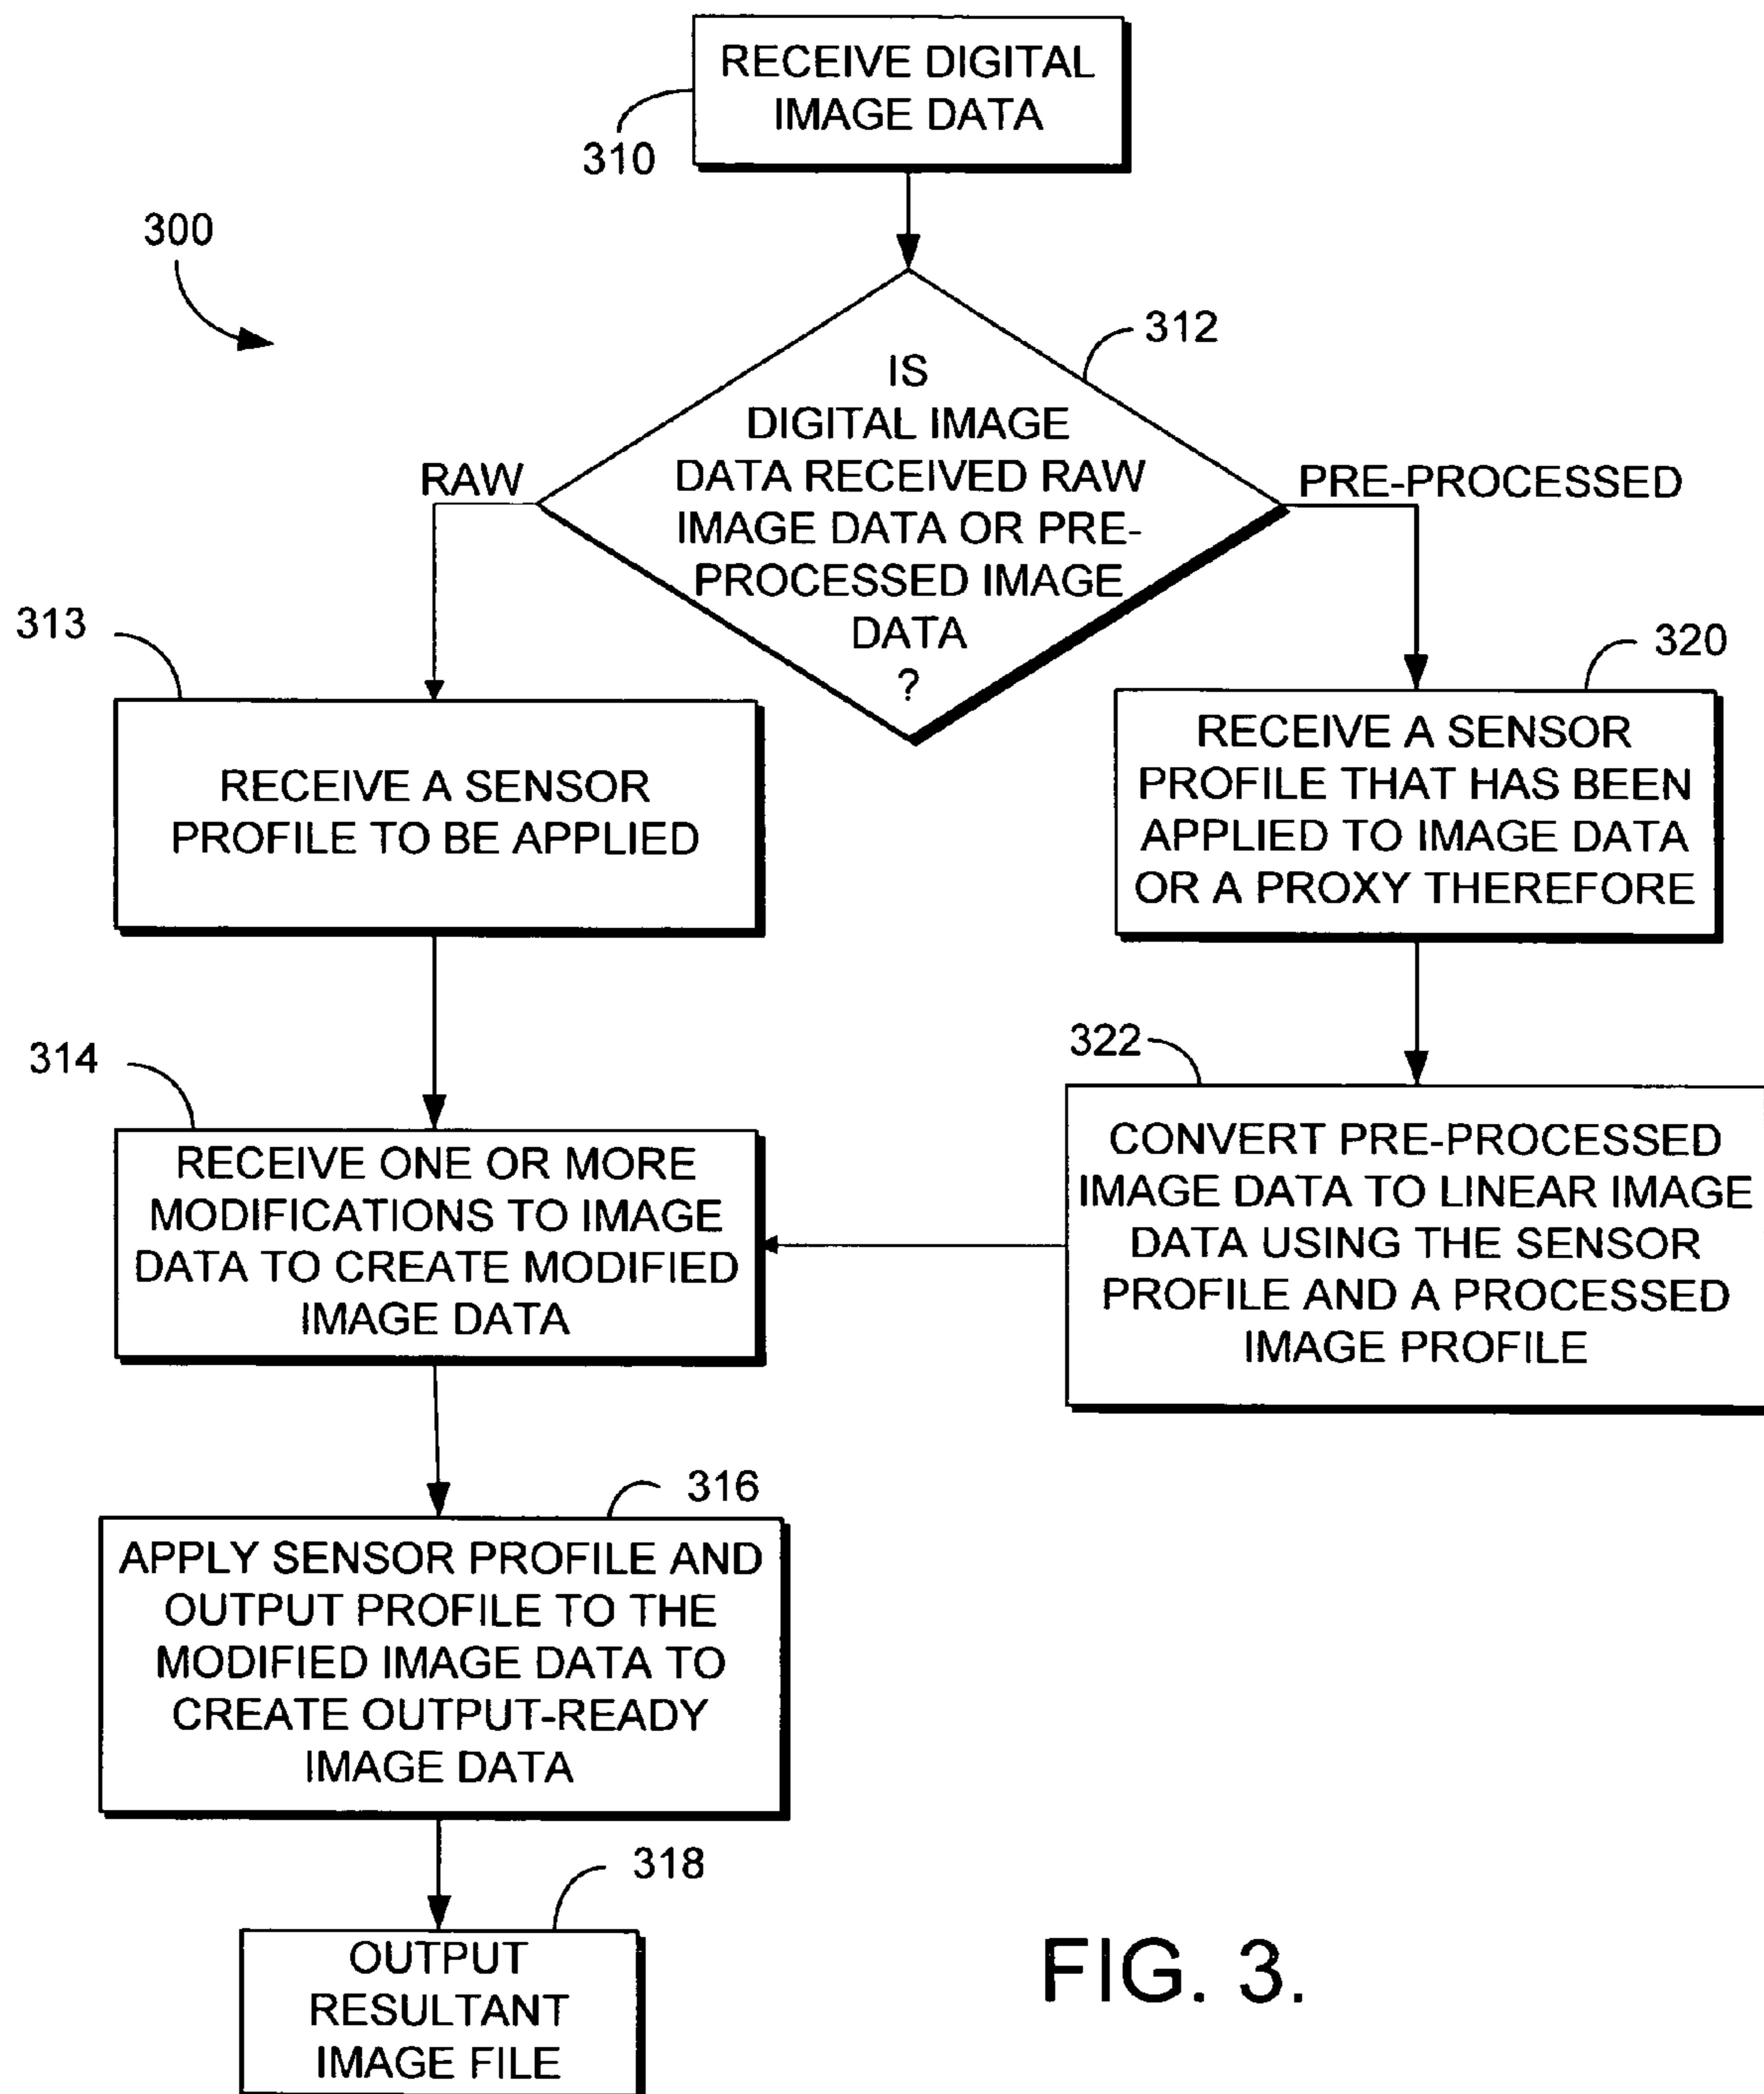 RECEIVE DIGITAL
IMAGE DATA
310
300
312
IS
DIGITAL IMAGE
DATA RECEIVED RAW
IMAGE DATA OR PRE-
PROCESSED IMAGE
DATA
?
RAW
PRE-PROCESSED
313
RECEIVE A SENSOR
PROFILE TO BE APPLIED
320
RECEIVE A SENSOR
PROFILE THAT HAS BEEN
APPLIED TO IMAGE DATA
OR A PROXY THEREFORE
314
RECEIVE ONE OR MORE
MODIFICATIONS TO IMAGE
DATA TO CREATE MODIFIED
IMAGE DATA
322
CONVERT PRE-PROCESSED
IMAGE DATA TO LINEAR IMAGE
DATA USING THE SENSOR
PROFILE AND A PROCESSED
IMAGE PROFILE
316
APPLY SENSOR PROFILE AND
OUTPUT PROFILE TO THE
MODIFIED IMAGE DATA TO
CREATE OUTPUT-READY
IMAGE DATA
318
OUTPUT
RESULTANT
IMAGE FILE
FIG. 3.